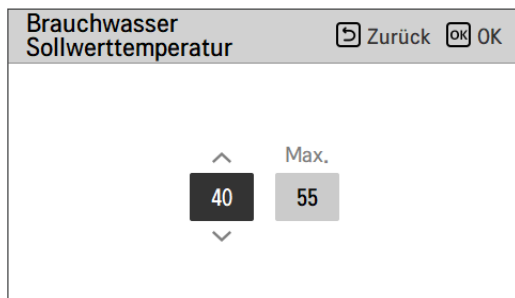 Brauchwasser
Sollwerttemperatur
Zurück OK OK
Max.
40 55